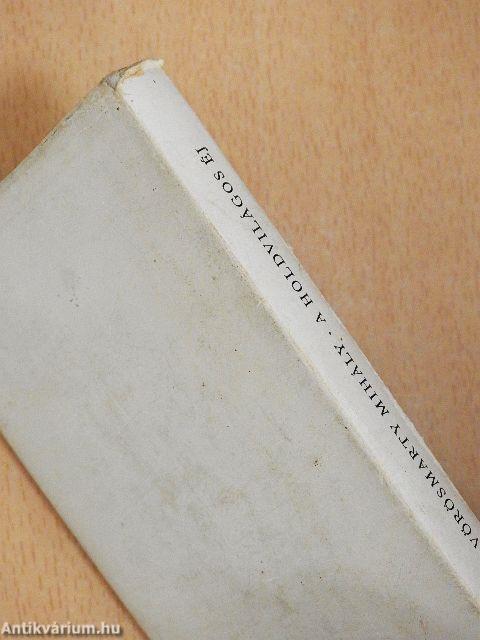 VÖRÖSMARTY MIHÁLY · A HOLDVILÁGOS ÉJ
Antikvárium.hu